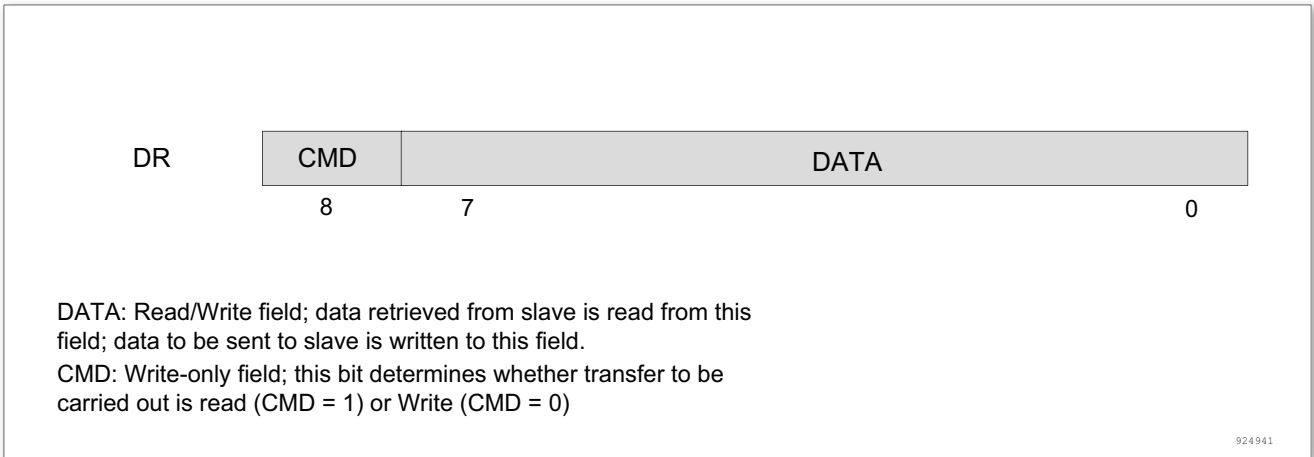 DR CMD DATA
8 7 0
DATA: Read/Write field; data retrieved from slave is read from this
field; data to be sent to slave is written to this field.
CMD: Write-only field; this bit determines whether transfer to be
carried out is read (CMD = 1) or Write (CMD = 0)
924941